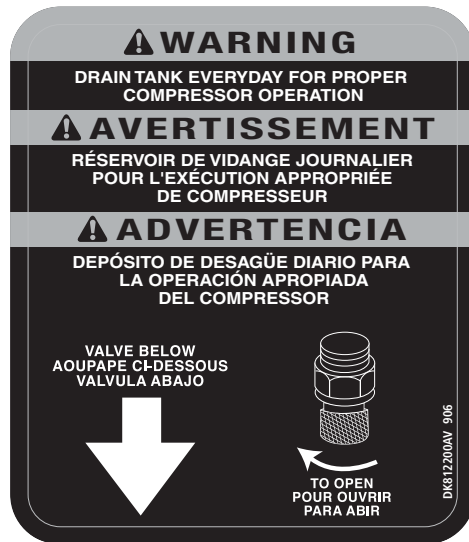 WARNING
DRAIN TANK EVERYDAY FOR PROPER
COMPRESSOR OPERATION
AVERTISSEMENT
RÉSERVOIR DE VIDANGE JOURNALIER
POUR L'EXÉCUTION APPROPRIÉE
DE COMPRESSEUR
ADVERTENCIA
DEPÓSITO DE DESAGÜE DIARIO PARA
LA OPERACIÓN APROPIADA
DEL COMPRESSOR
VALVE BELOW
AOUPAPE CI-DESSOUS
VALVULA ABAJO
TO OPEN
POUR OUVRIR
PARA ABIR
DK812200AV 906